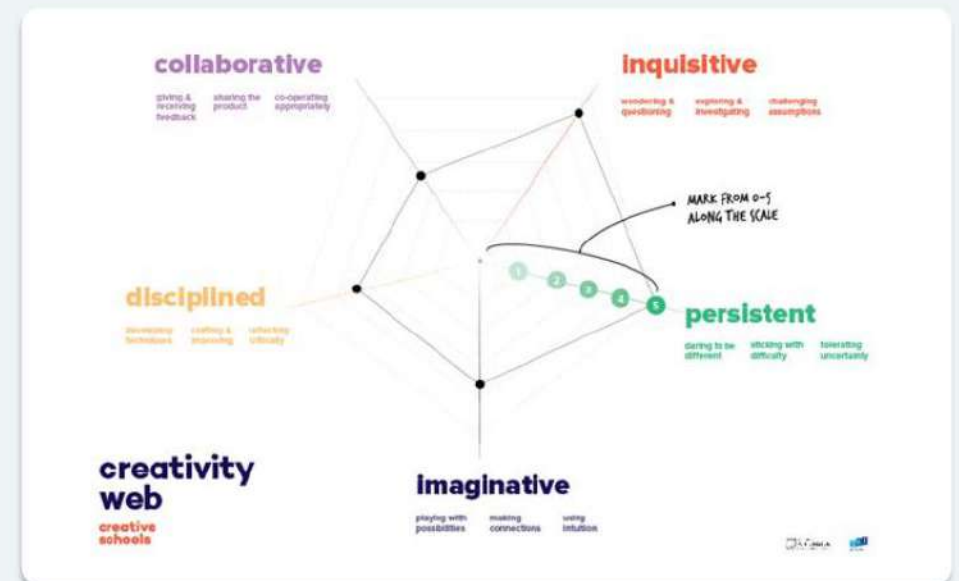 collaborative
giving &
receiving
feedback
sharing the
product
co-operating
appropriately
inquisitive
wondering &
questioning
exploring &
investigating
challenging
assumptions
MARK FROM 0-5
ALONG THE SCALE
1
2
3
4
5
disciplined
developing
techniques
crafting &
improving
reflecting
critically
persistent
daring to be
different
sticking with
difficulty
tolerating
uncertainty
imaginative
playing with
possibilities
making
connections
using
intuition
creativity
web
creative
schools